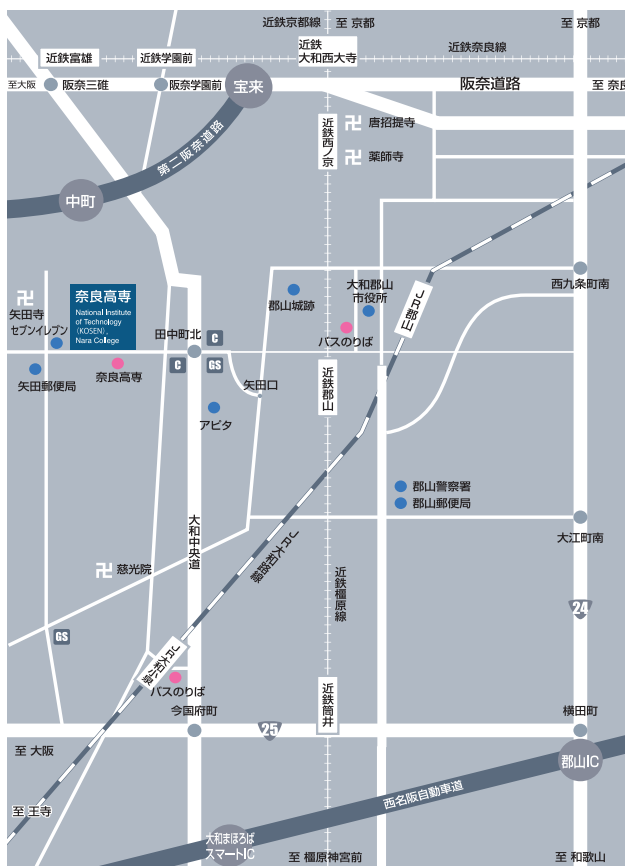 近鉄京都線
至 京都
至 京都
近鉄富雄
近鉄学園前
近鉄
大和西大寺
近鉄奈良線
至大阪
阪奈三碓
阪奈学園前
宝来
阪奈道路
至 奈良
第二阪奈道路
近鉄西ノ京
卍 唐招提寺
卍 薬師寺
中町
卍
矢田寺
奈良高専
National Institute
of Technology
(KOSEN),
Nara College
セブンイレブン
郡山城跡
大和郡山
市役所
バスのりば
JR郡山
西九条町南
田中町北
C
C
GS
矢田郵便局
奈良高専
矢田口
近鉄郡山
アピタ
郡山警察署
郡山郵便局
大和中央道
JR大和路線
大江町南
卍 慈光院
近鉄橿原線
24
GS
JR大和小泉
バスのりば
近鉄筒井
今国府町
25
横田町
至 大阪
郡山IC
西名阪自動車道
至 王寺
大和まほろば
スマートIC
至 橿原神宮前
至 和歌山